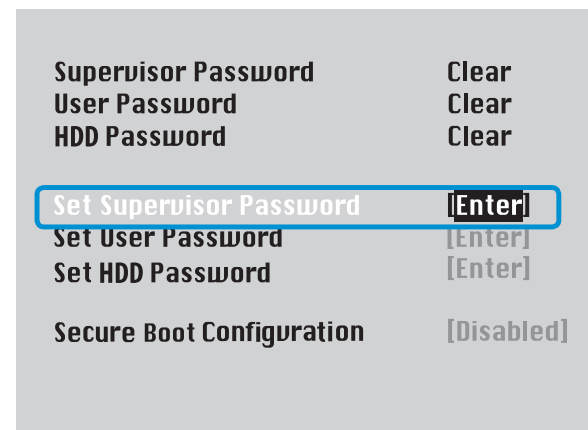 Supervisor Password Clear
User Password Clear
HDD Password Clear
Set Supervisor Password [Enter]
Set User Password [Enter]
Set HDD Password [Enter]
Secure Boot Configuration [Disabled]